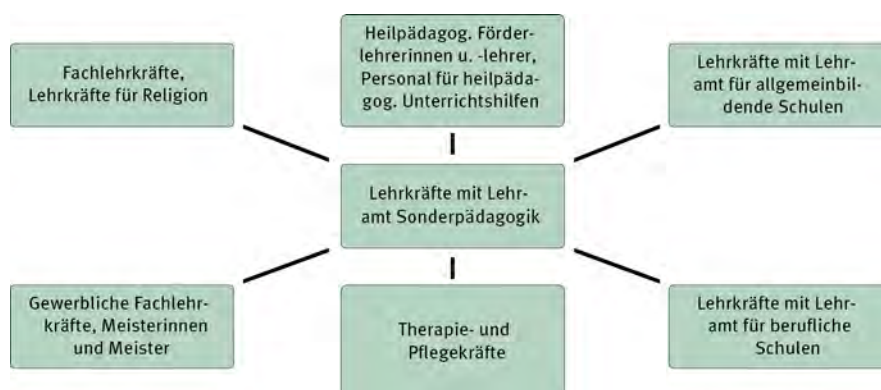 Fachlehrkräfte,
Lehrkräfte für Religion
Heilpädagog. Förder-
lehrerinnen u. -lehrer,
Personal für heilpäda-
gog. Unterrichtshilfen
Lehrkräfte mit Lehr-
amt für allgemeinbil-
dende Schulen
Lehrkräfte mit Lehr-
amt Sonderpädagogik
Gewerbliche Fachlehr-
kräfte, Meisterinnen
und Meister
Therapie- und
Pflegekräfte
Lehrkräfte mit Lehr-
amt für berufliche
Schulen